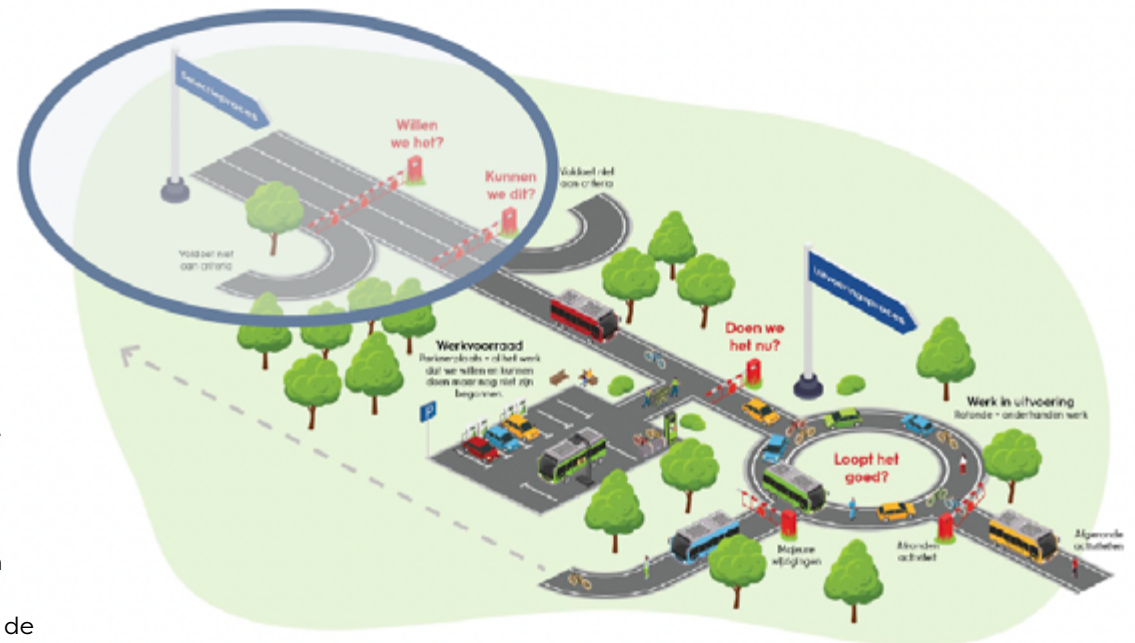 Selectieproces
Willen
we het?
Kunnen
we dit?
Voldoet niet
aan criteria
Voldoet niet
aan criteria
Uitvoeringsproces
Doen we
het nu?
Werkvoorraad
Parkeerplaats - al het werk
dat we willen en kunnen
doen maar nog niet zijn
begonnen.
P
Werk in uitvoering
Rotonde - onderhanden werk
Loopt het
goed?
Majeure
wijzigingen
Afronden
activiteit
Afgeronde
activiteiten
de